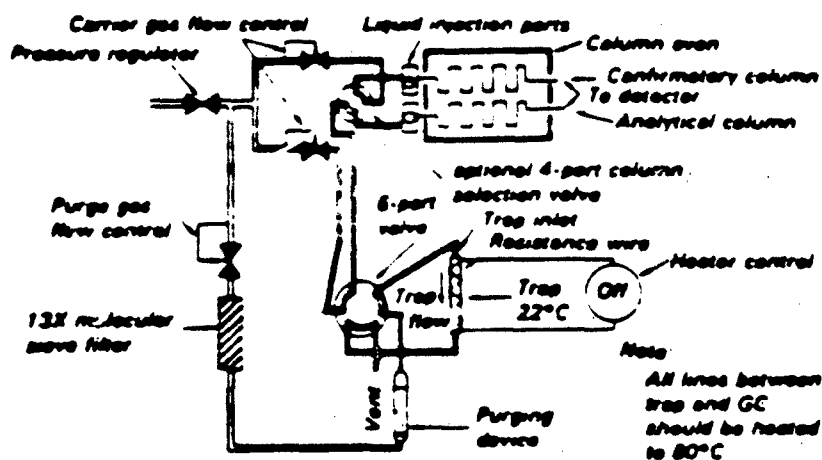 Carrier gas flow control
Pressure regulator
Liquid injection ports
Column oven
Confirmatory column
To detector
Analytical column
optional 4-port column
selection valve
6-port
valve
Trap inlet
Resistance wire
Purge gas
flow control
Heater control
Trap
flow
Trap
22°C
Off
13X molecular
sieve filter
Note
All lines between
trap and GC
should be heated
to 80°C
Vent
Purging
device